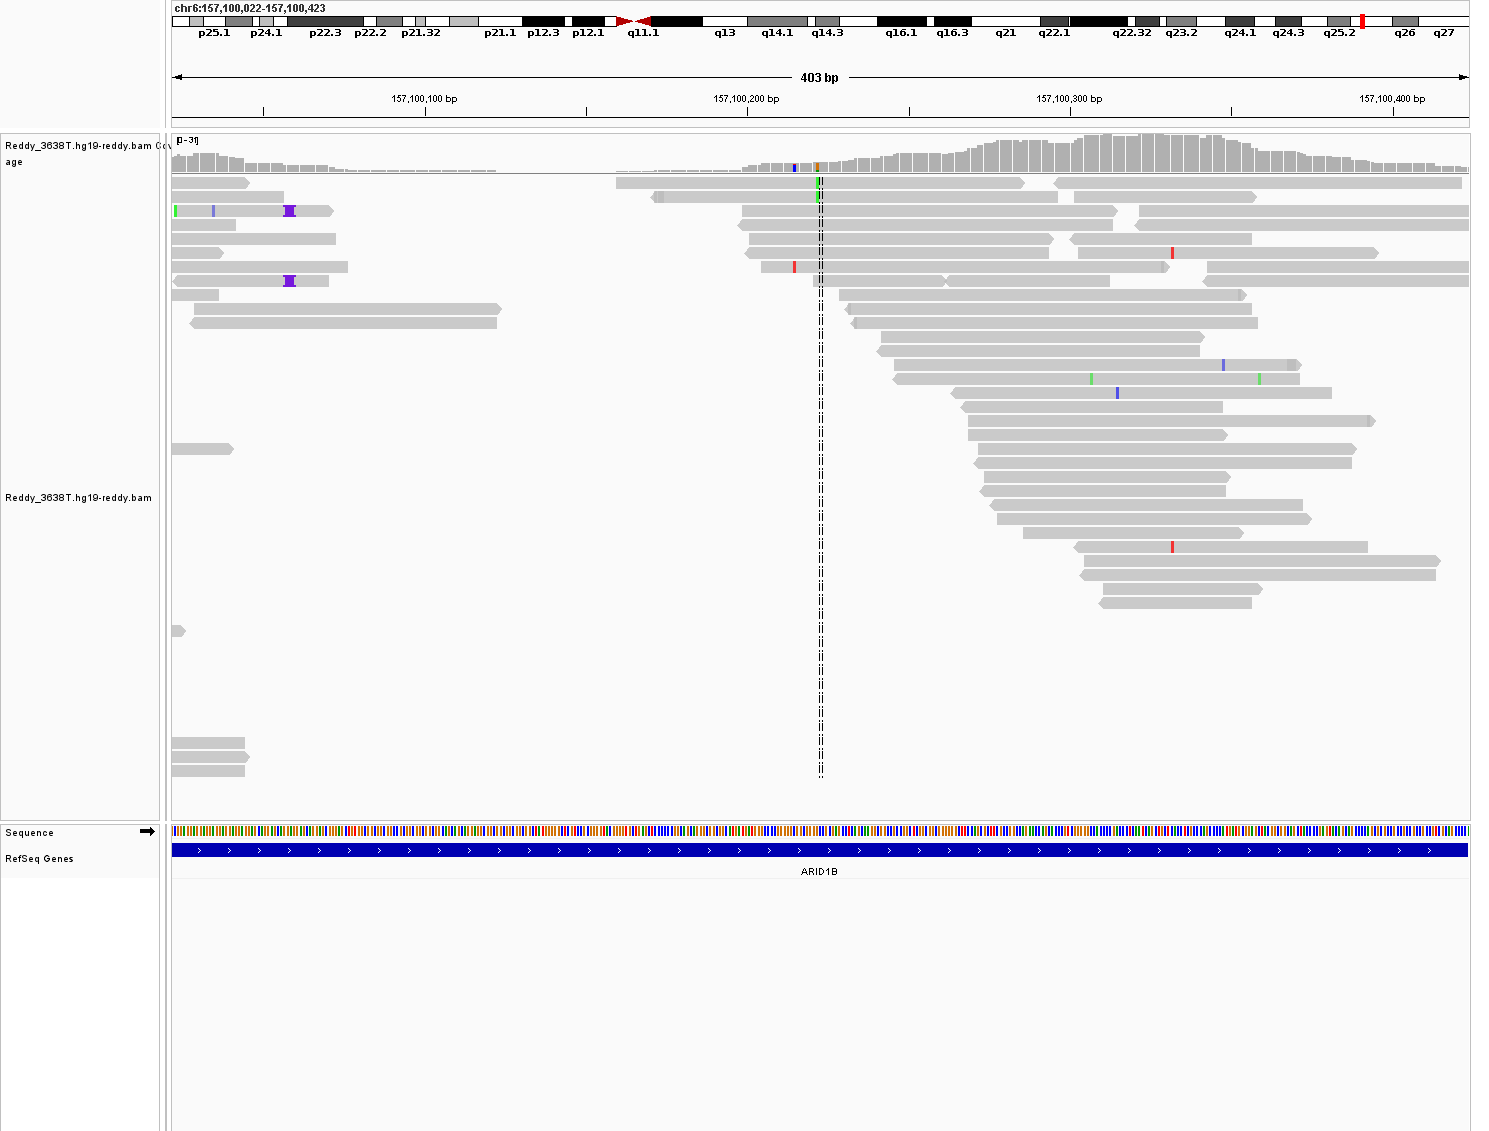 chr6:157,100,022-157,100,423
p25.1 p24.1 p22.3 p22.2 p21.32 p21.1 p12.3 p12.1 q11.1 q13 q14.1 q14.3 q16.1 q16.3 q21 q22.1 q22.32 q23.2 q24.1 q24.3 q25.2 q26 q27
403 bp
157,100,100 bp 157,100,200 bp 157,100,300 bp 157,100,400 bp
Reddy_3638T.hg19-reddy.bam Cov
age
[0-31]
Reddy_3638T.hg19-reddy.bam
Sequence
RefSeq Genes
ARID1B